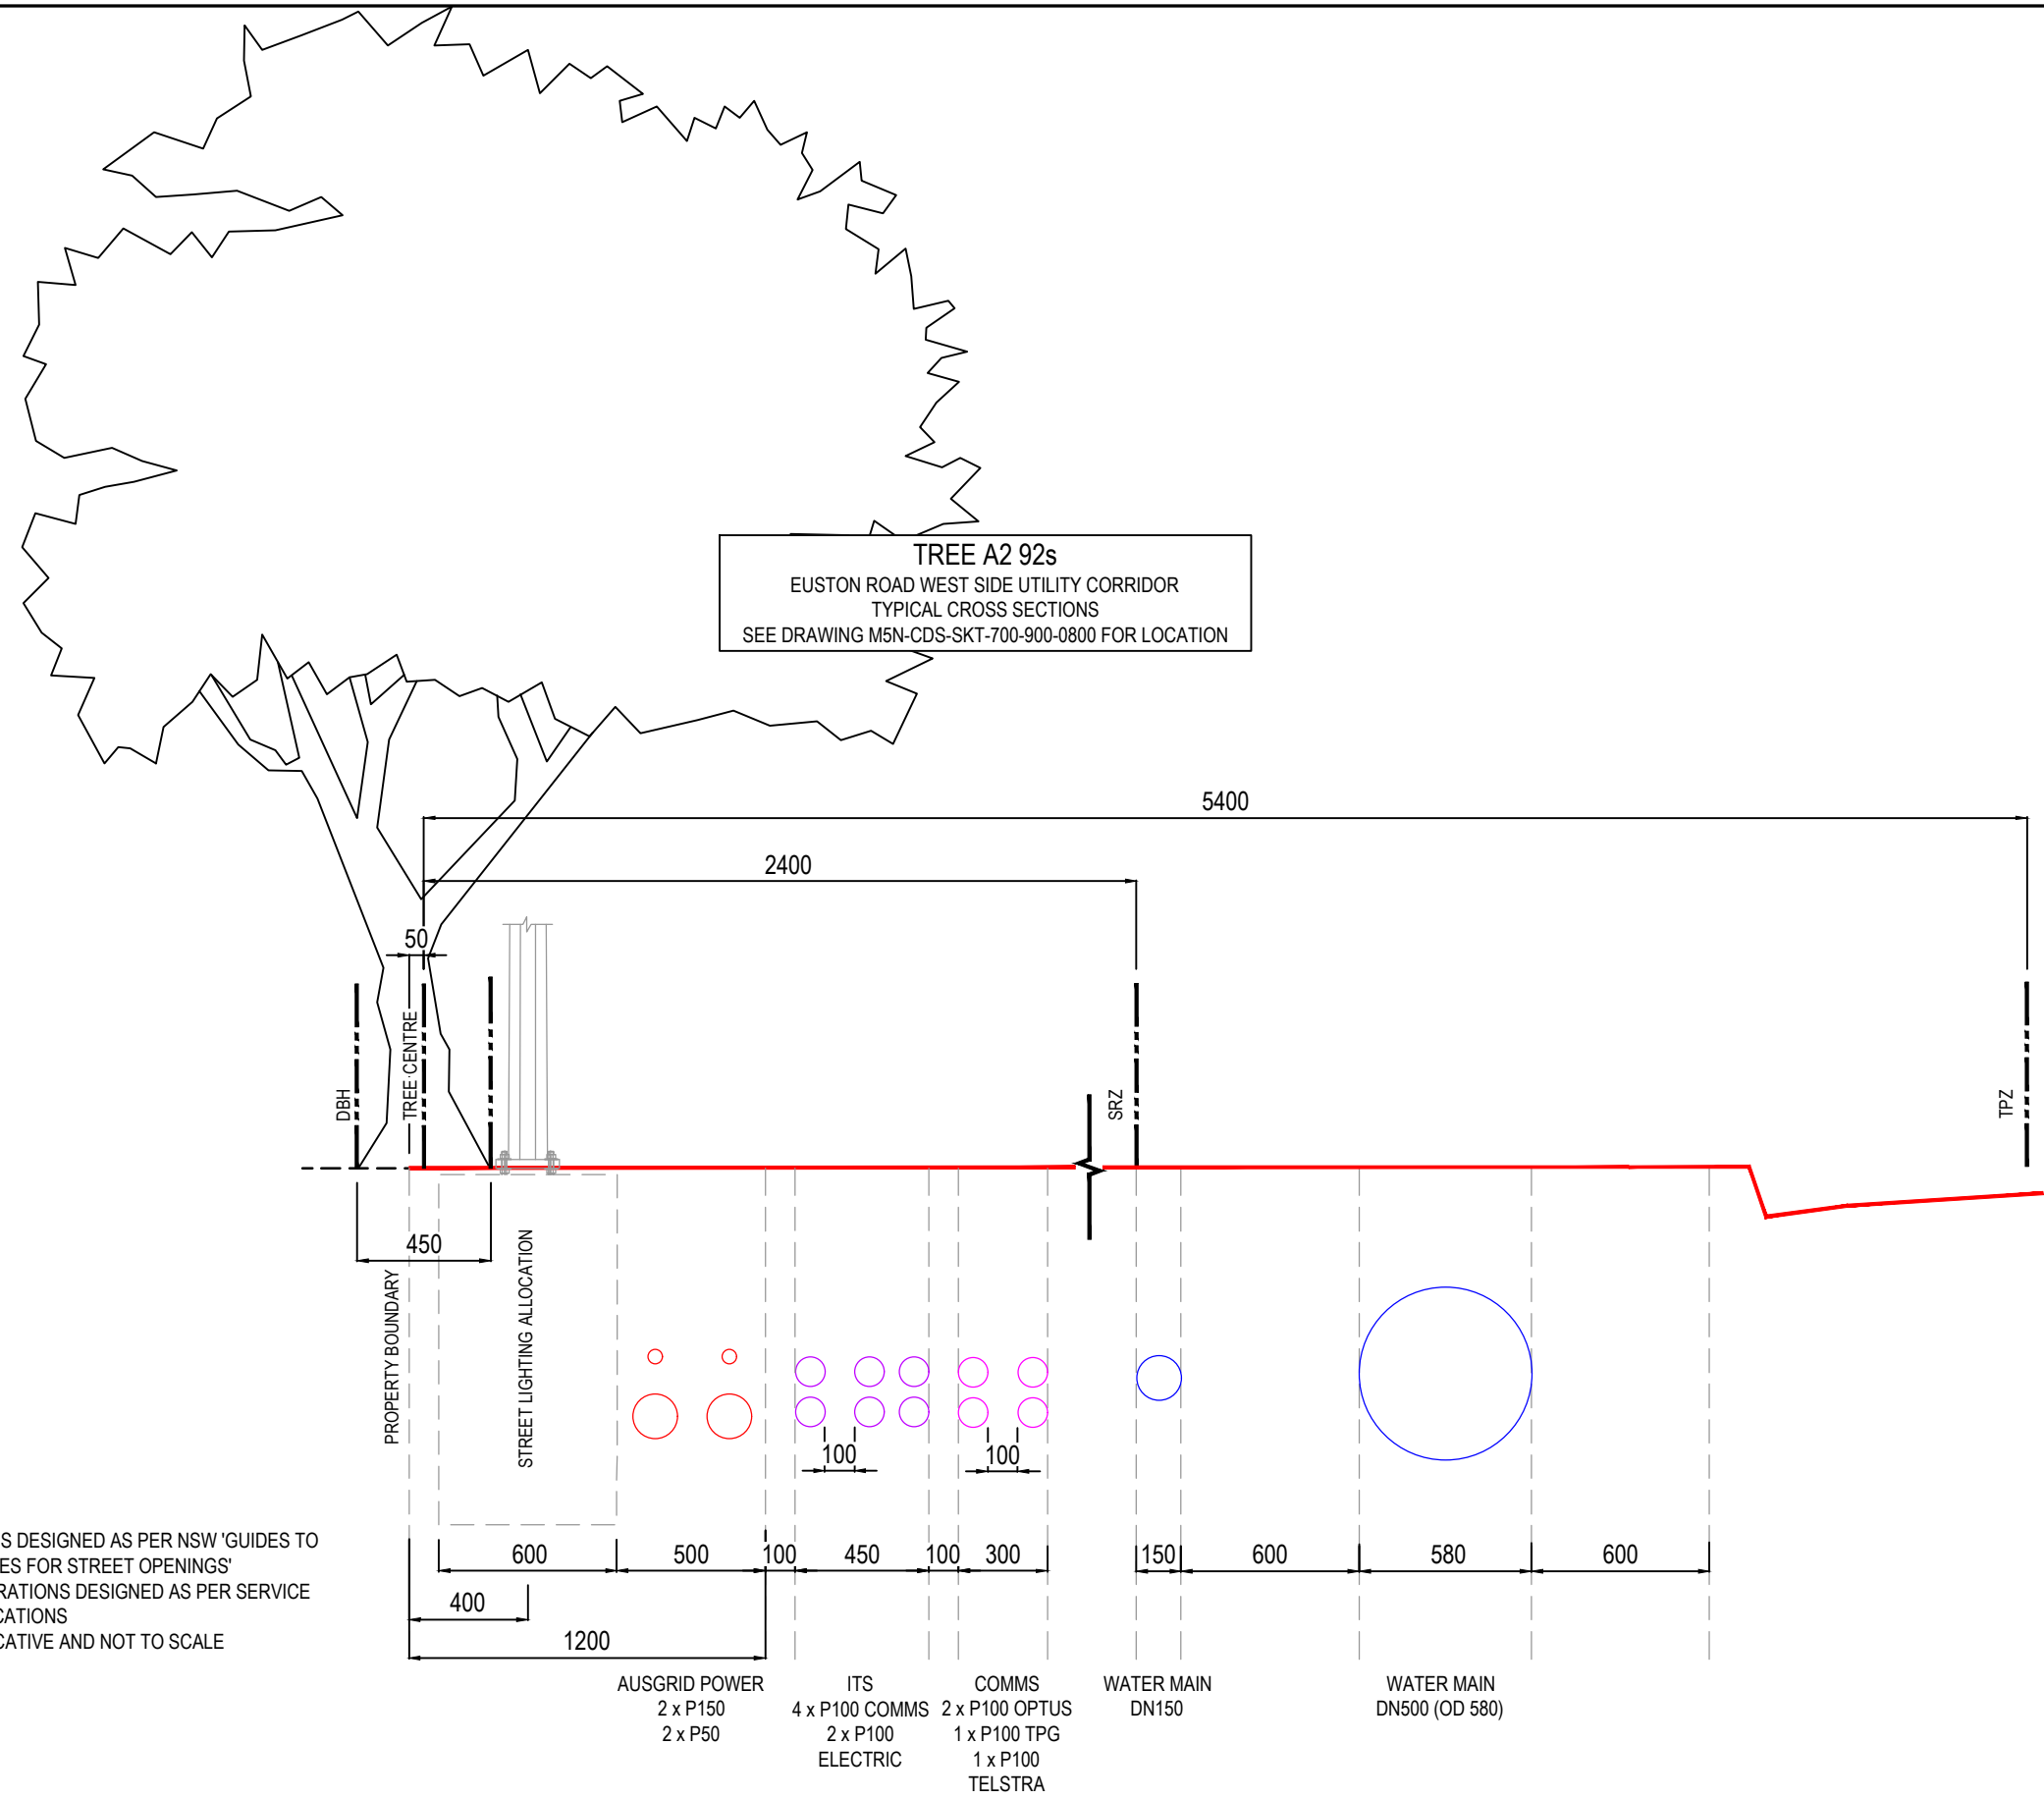 TREE A2 92s
EUSTON ROAD WEST SIDE UTILITY CORRIDOR
TYPICAL CROSS SECTIONS
SEE DRAWING M5N-CDS-SKT-700-900-0800 FOR LOCATION
5400
2400
50
DBH
TREE CENTRE
SRZ
TPZ
450
PROPERTY BOUNDARY
STREET LIGHTING ALLOCATION
100
100
600
500
100
450
100
300
150
600
580
600
400
1200
S DESIGNED AS PER NSW 'GUIDES TO
ES FOR STREET OPENINGS'
RATIONS DESIGNED AS PER SERVICE
CATIONS
CATIVE AND NOT TO SCALE
AUSGRID POWER
2 x P150
2 x P50
ITS
4 x P100 COMMS
2 x P100
ELECTRIC
COMMS
2 x P100 OPTUS
1 x P100 TPG
1 x P100
TELSTRA
WATER MAIN
DN150
WATER MAIN
DN500 (OD 580)